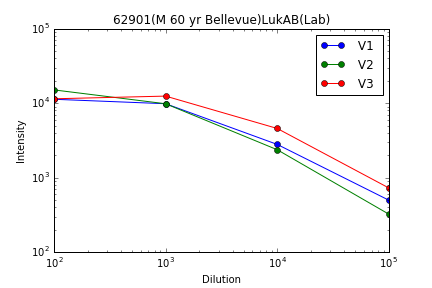 62901(M 60 yr Bellevue)LukAB(Lab)
10^5
10^4
10^3
10^2
Intensity
V1
V2
V3
10^2 10^3 10^4 10^5
Dilution